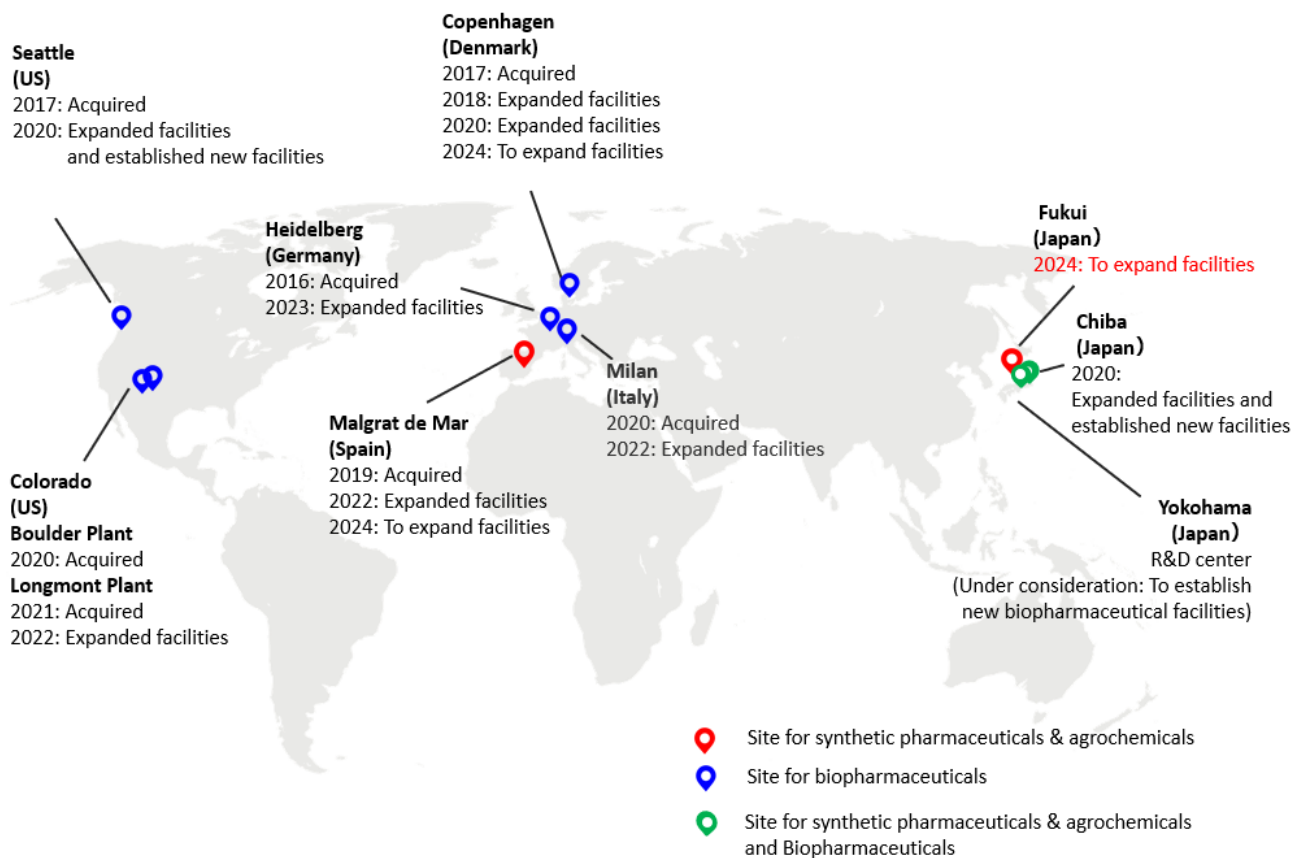 Seattle
(US)
2017: Acquired
2020: Expanded facilities
and established new facilities
Copenhagen
(Denmark)
2017: Acquired
2018: Expanded facilities
2020: Expanded facilities
2024: To expand facilities
Heidelberg
(Germany)
2016: Acquired
2023: Expanded facilities
Fukui
(Japan）
2024: To expand facilities
Chiba
(Japan）
2020:
Expanded facilities and
established new facilities
Milan
(Italy)
2020: Acquired
2022: Expanded facilities
Malgrat de Mar
(Spain)
2019: Acquired
2022: Expanded facilities
2024: To expand facilities
Colorado
(US)
Boulder Plant
2020: Acquired
Longmont Plant
2021: Acquired
2022: Expanded facilities
Yokohama
(Japan）
R&D center
(Under consideration: To establish
new biopharmaceutical facilities)
Site for synthetic pharmaceuticals & agrochemicals
Site for biopharmaceuticals
Site for synthetic pharmaceuticals & agrochemicals
and Biopharmaceuticals